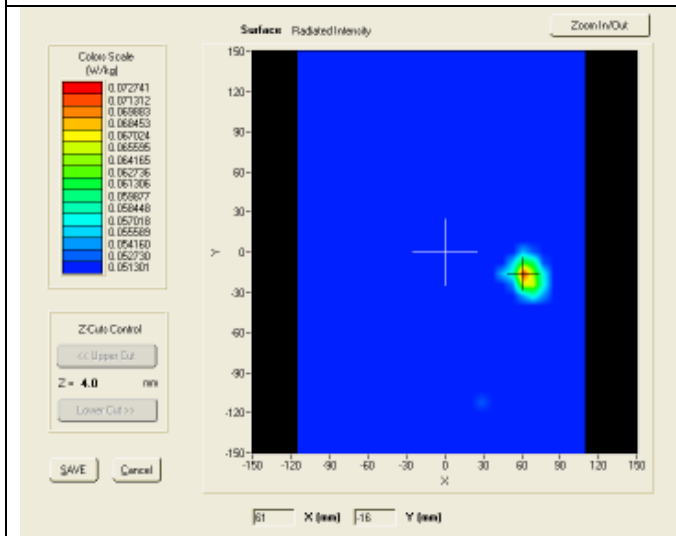 Surface Radiated Intensity
Zoom In/Out
Colors Scale
(W/kg)
0.072741
0.071312
0.069883
0.068453
0.067024
0.065595
0.064165
0.062736
0.061306
0.059877
0.058448
0.057018
0.055589
0.054160
0.052730
0.051301
150
120
90
60
30
0
-30
-60
-90
-120
-150
Y
-150 -120 -90 -60 -30 0 30 60 90 120 150
X
Z-Cuts Control
<< Upper Cut
Z = 4.0 mm
Lower Cut >>
SAVE Cancel
61 X (mm) -16 Y (mm)